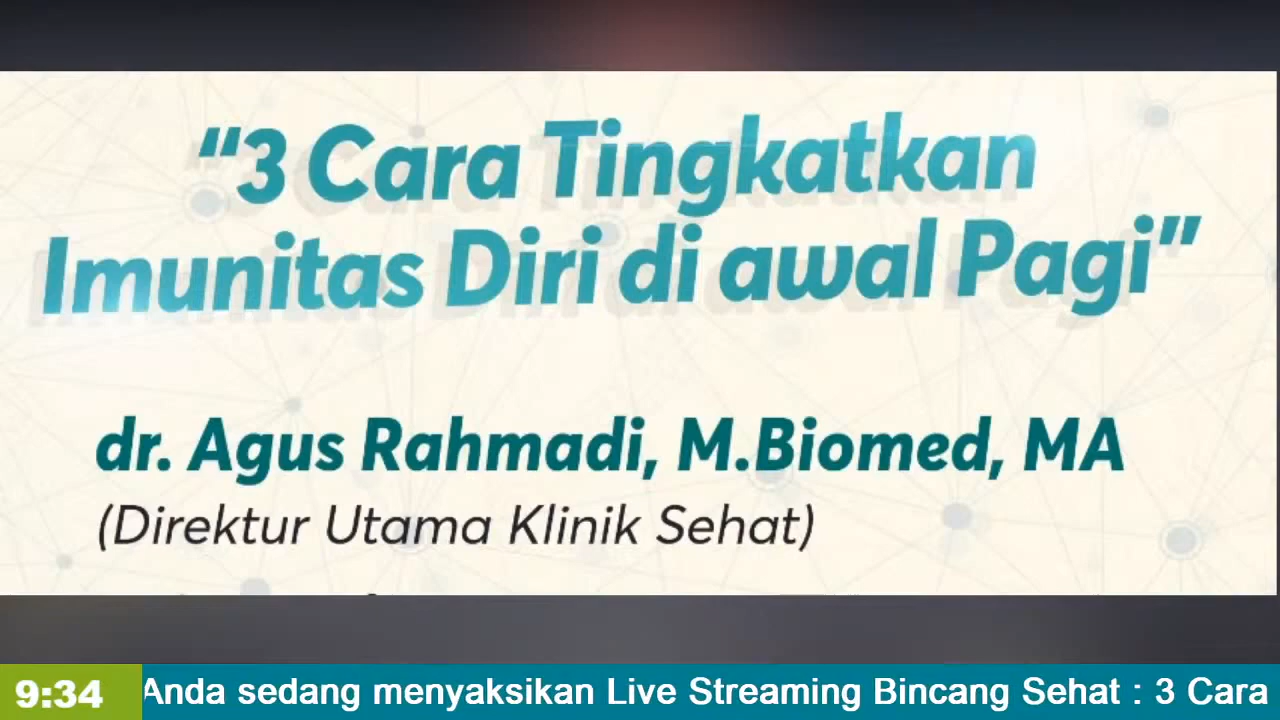 “3 Cara Tingkatkan
Imunitas Diri di awal Pagi”
dr. Agus Rahmadi, M.Biomed, MA
(Direktur Utama Klinik Sehat)
9:34
Anda sedang menyaksikan Live Streaming Bincang Sehat : 3 Cara